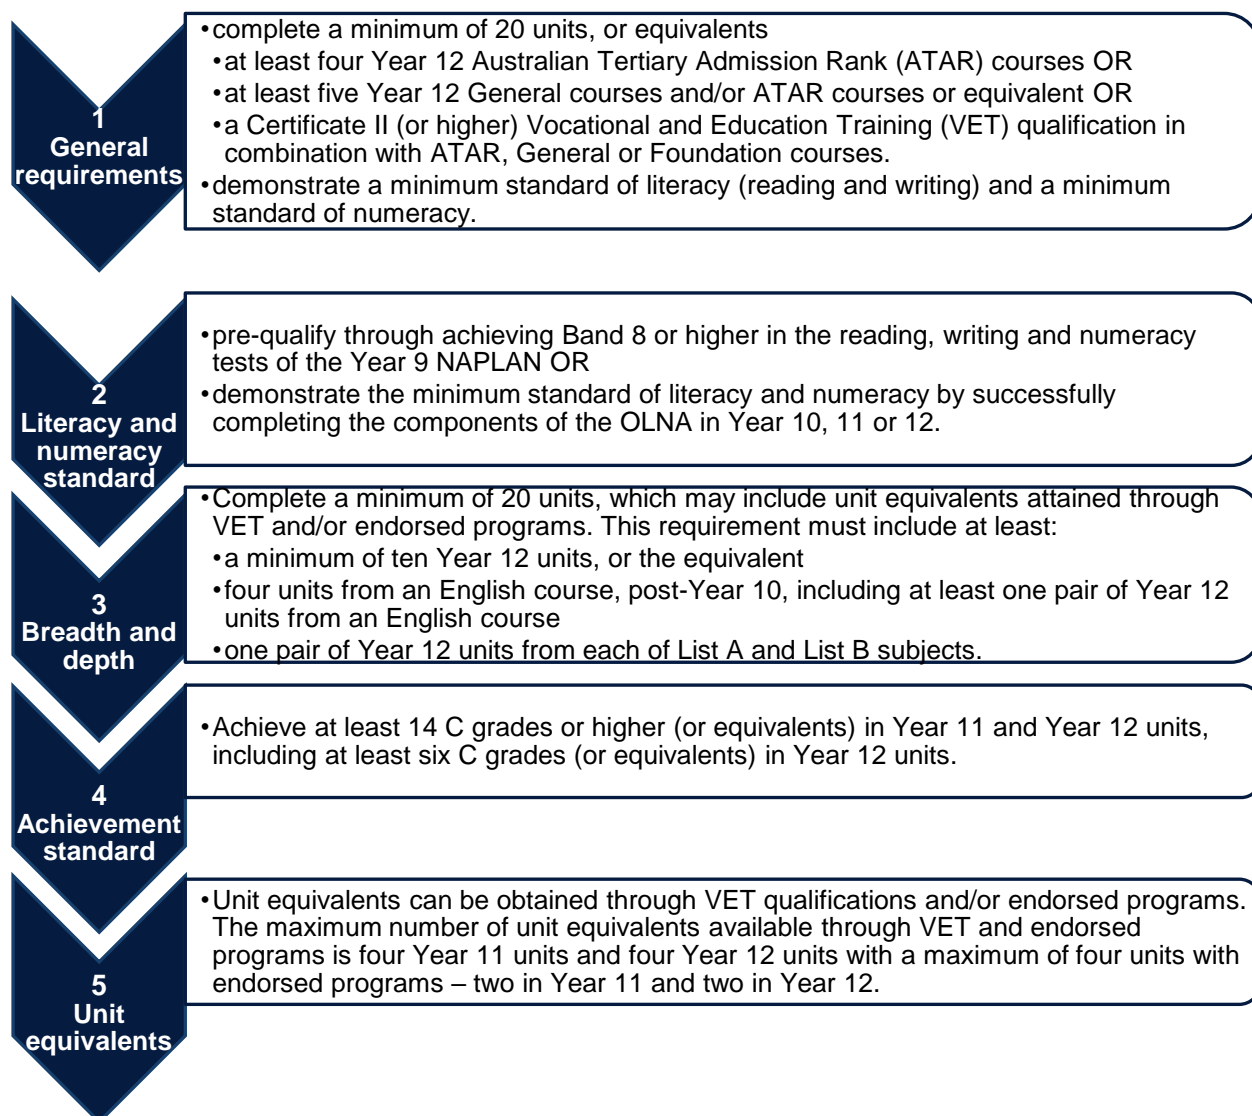 1
General
requirements
•complete a minimum of 20 units, or equivalents
•at least four Year 12 Australian Tertiary Admission Rank (ATAR) courses OR
•at least five Year 12 General courses and/or ATAR courses or equivalent OR
•a Certificate II (or higher) Vocational and Education Training (VET) qualification in
combination with ATAR, General or Foundation courses.
•demonstrate a minimum standard of literacy (reading and writing) and a minimum
standard of numeracy.
2
Literacy and
numeracy
standard
•pre-qualify through achieving Band 8 or higher in the reading, writing and numeracy
tests of the Year 9 NAPLAN OR
•demonstrate the minimum standard of literacy and numeracy by successfully
completing the components of the OLNA in Year 10, 11 or 12.
3
Breadth and
depth
•Complete a minimum of 20 units, which may include unit equivalents attained through
VET and/or endorsed programs. This requirement must include at least:
•a minimum of ten Year 12 units, or the equivalent
•four units from an English course, post-Year 10, including at least one pair of Year 12
units from an English course
•one pair of Year 12 units from each of List A and List B subjects.
4
Achievement
standard
•Achieve at least 14 C grades or higher (or equivalents) in Year 11 and Year 12 units,
including at least six C grades (or equivalents) in Year 12 units.
5
Unit
equivalents
•Unit equivalents can be obtained through VET qualifications and/or endorsed programs.
The maximum number of unit equivalents available through VET and endorsed
programs is four Year 11 units and four Year 12 units with a maximum of four units with
endorsed programs – two in Year 11 and two in Year 12.